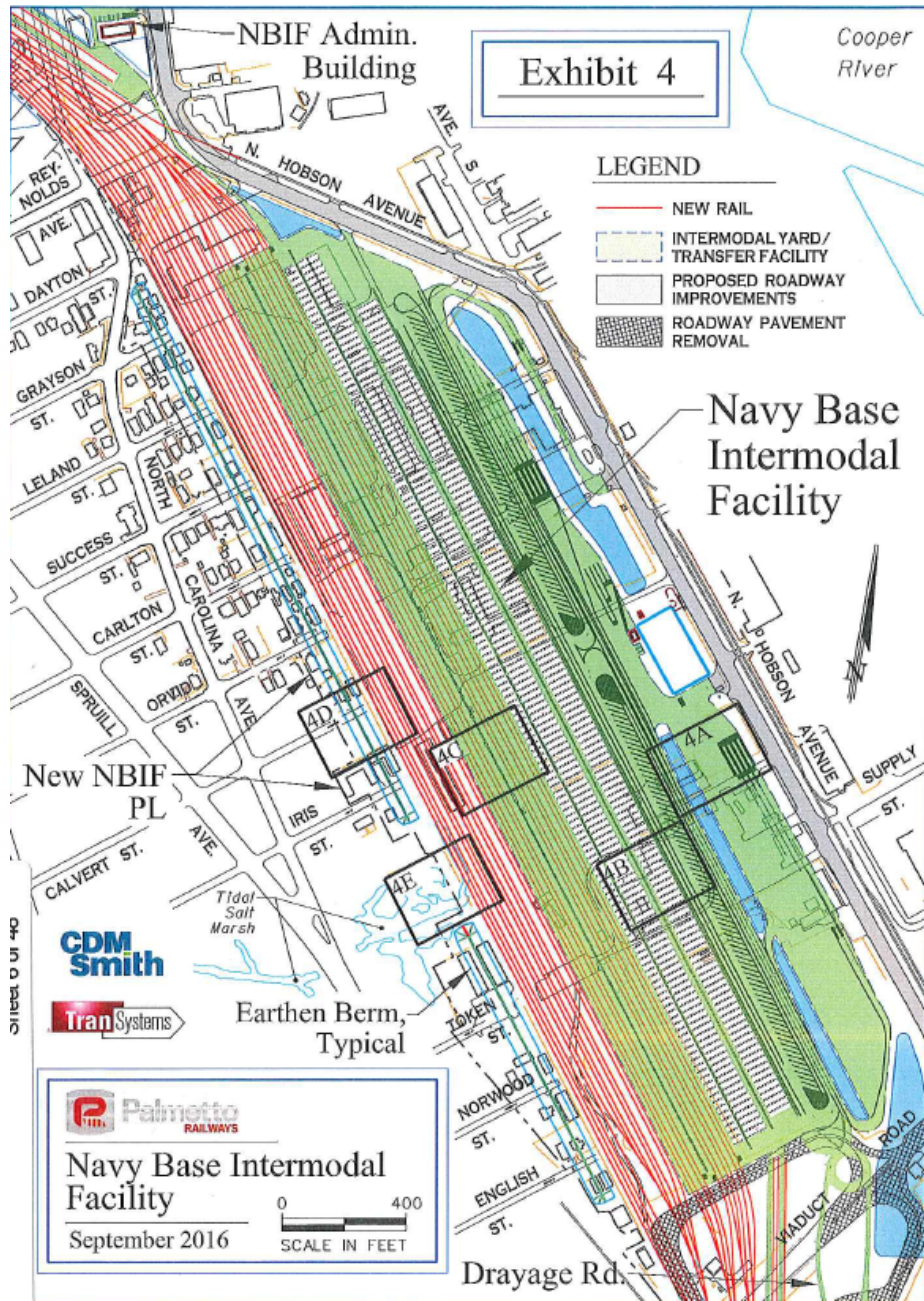 NBIF Admin.
Building
Exhibit 4
Cooper
River
LEGEND
NEW RAIL
INTERMODAL YARD/
TRANSFER FACILITY
PROPOSED ROADWAY
IMPROVEMENTS
ROADWAY PAVEMENT
REMOVAL
AVE. S
N. HOBSON
AVENUE
REY-
NOLDS
AVE.
DAYTON
ST.
GRAYSON
ST.
LELAND
ST.
SUCCESS
ST.
CARLTON
ST.
ORVID
ST.
NORTH
CAROLINA
AVE.
SPRUILL
AVE.
IRIS
ST.
CALVERT ST.
Navy Base
Intermodal
Facility
N
N. HOBSON
AVENUE
SUPPLY
ST.
4D
4C
4A
4B
4E
New NBIF
PL
Tidal
Salt
Marsh
CDM
Smith
TranSystems
Earthen Berm,
Typical
TOKEN
ST.
NORWOOD
ST.
ENGLISH
ST.
VIADUCT
ROAD
Drayage Rd.
Palmetto
RAILWAYS
Navy Base Intermodal
Facility
September 2016
0 400
SCALE IN FEET